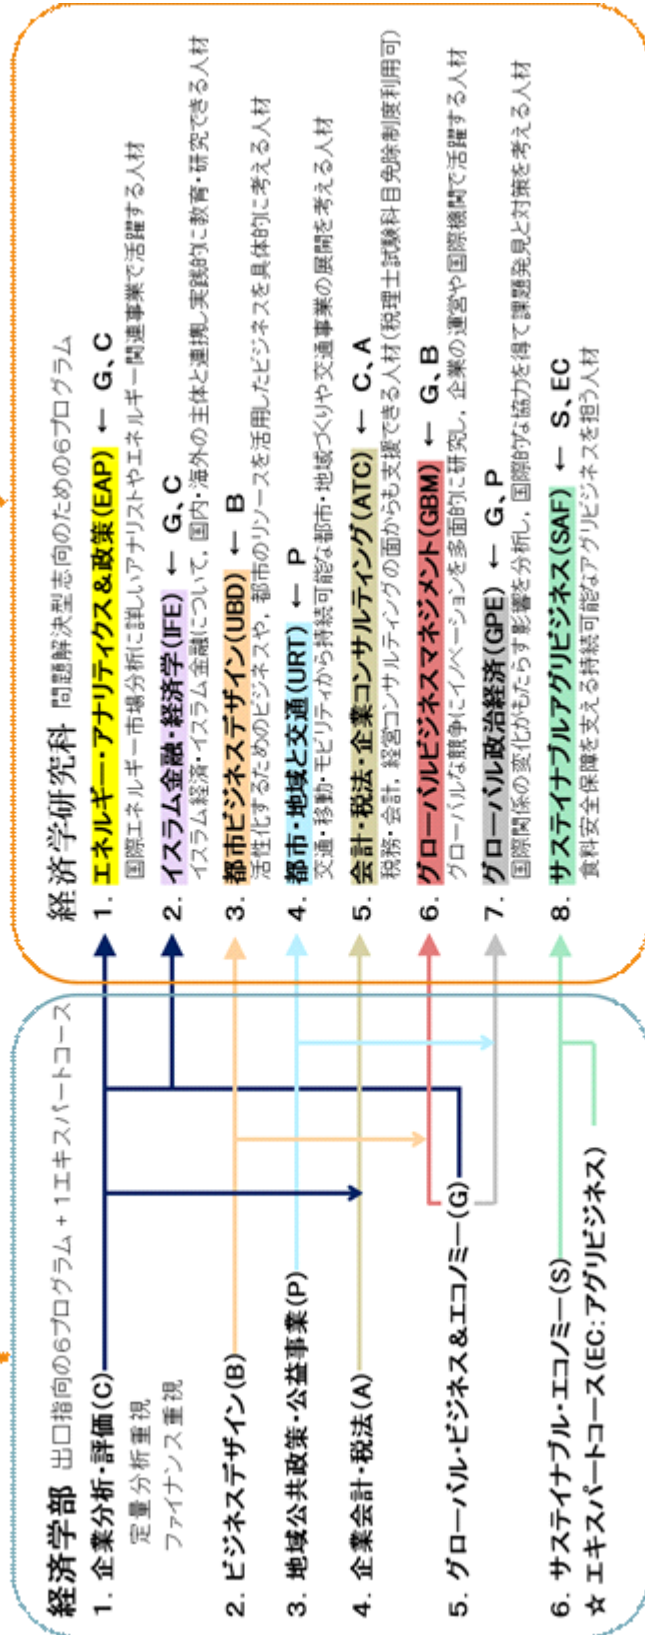 経済学部 出口指向の6プログラム + 1エキスパートコース
1. 企業分析・評価(C)
定量分析重視
ファイナンス重視
2. ビジネスデザイン(B)
3. 地域公共政策・公益事業(P)
4. 企業会計・税法(A)
5. グローバル・ビジネス&エコノミー(G)
6. サステイナブル・エコノミー(S)
☆ エキスパートコース(EC:アグリビジネス)
経済学研究科 問題解決型志向のための6プログラム
1. エネルギー・アナリティクス&政策(EAP) ← G、C
国際エネルギー市場分析に詳しいアナリストやエネルギー関連事業で活躍する人材
2. イスラム金融・経済学(IFE) ← G、C
イスラム経済・イスラム金融について，国内・海外の主体と連携し実践的に教育・研究できる人材
3. 都市ビジネスデザイン(UBD) ← B
活性化するためのビジネスや，都市のリソースを活用したビジネスを具体的に考える人材
4. 都市・地域と交通(URT) ← P
交通・移動・モビリティから持続可能な都市・地域づくりや交通事業の展開を考える人材
5. 会計・税法・企業コンサルティング(ATC) ← C、A
税務・会計，経営コンサルティングの面からも支援できる人材(税理士試験科目免除制度利用可)
6. グローバルビジネスマネジメント(GBM) ← G、B
グローバルな競争にイノベーションを多面的に研究し，企業の運営や国際機関で活躍する人材
7. グローバル政治経済(GPE) ← G、P
国際関係の変化がもたらす影響を分析し，国際的な協力を得て課題発見と対策を考える人材
8. サステイナブルアグリビジネス(SAF) ← S、EC
食料安全保障を支える持続可能なアグリビジネスを担う人材